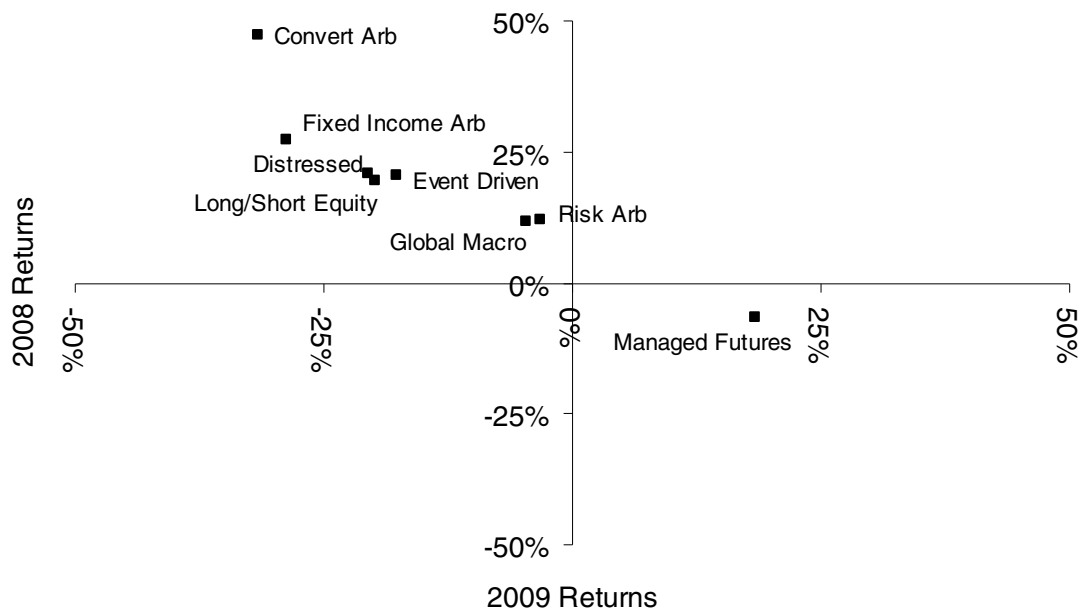 50%
Convert Arb
Fixed Income Arb
25%
Distressed
Event Driven
Long/Short Equity
Risk Arb
Global Macro
2008 Returns
0%
-50%
-25%
0%
25%
50%
Managed Futures
-25%
-50%
2009 Returns